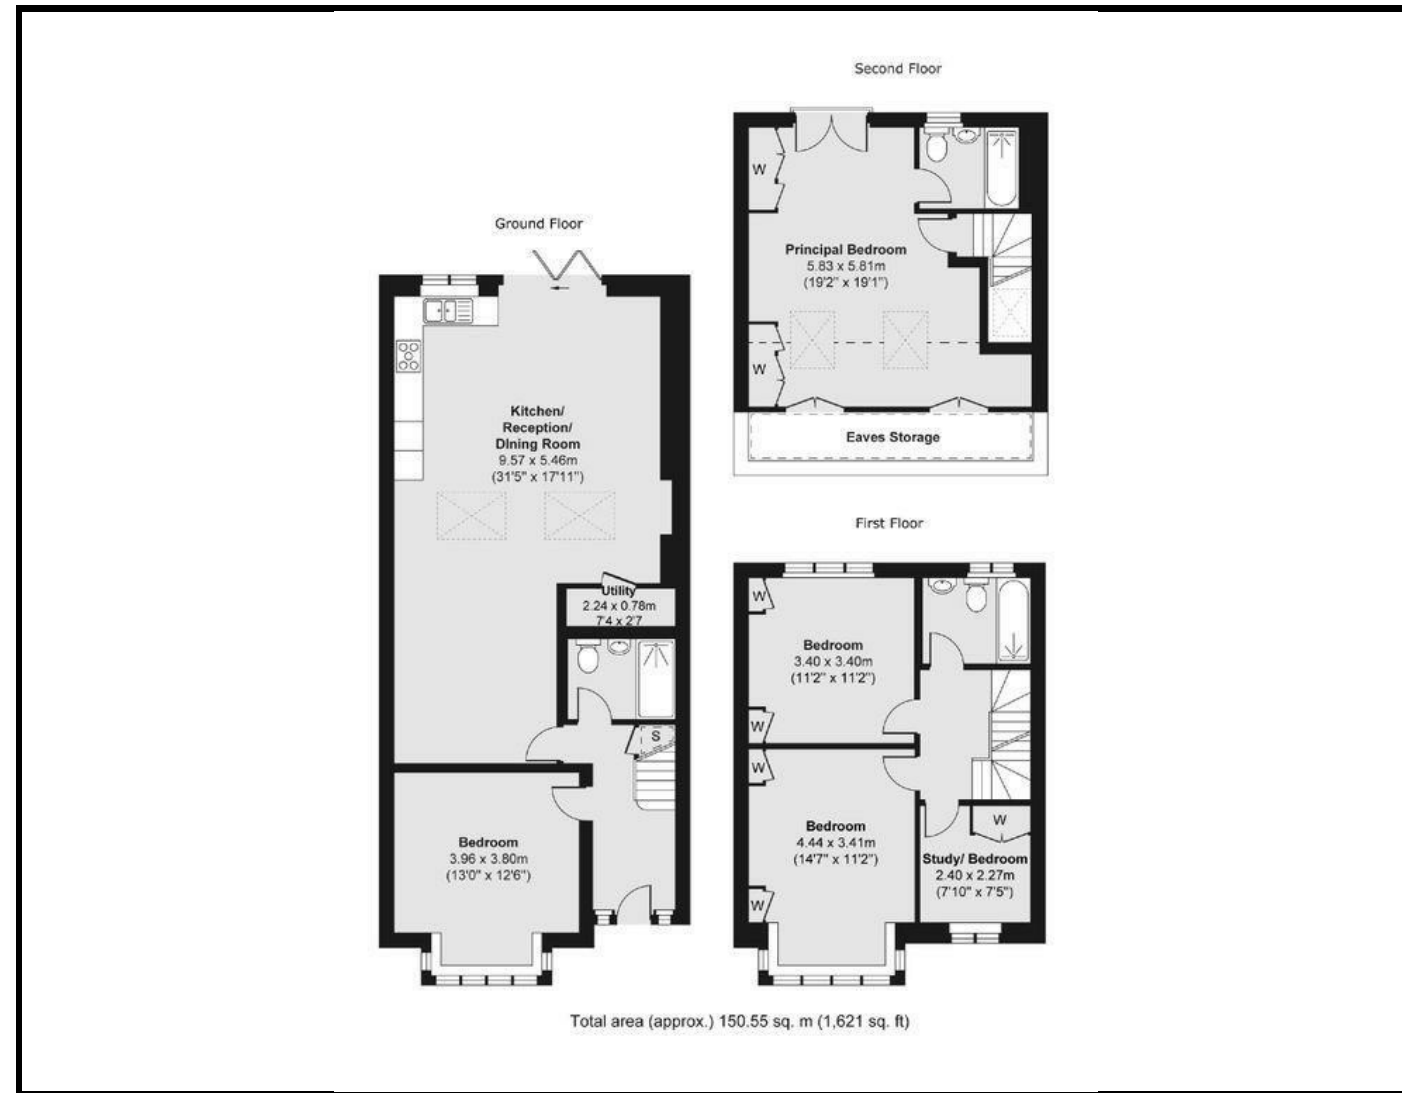 Second Floor
W
Principal Bedroom
5.83 x 5.81m
(19'2" x 19'1")
W
Eaves Storage
Ground Floor
Kitchen/
Reception/
DIning Room
9.57 x 5.46m
(31'5" x 17'11")
Utility
2.24 x 0.78m
7'4 x 2'7
S
Bedroom
3.96 x 3.80m
(13'0" x 12'6")
First Floor
W
Bedroom
3.40 x 3.40m
(11'2" x 11'2")
W
W
Bedroom
4.44 x 3.41m
(14'7" x 11'2")
W
W
Study/ Bedroom
2.40 x 2.27m
(7'10" x 7'5")
Total area (approx.) 150.55 sq. m (1,621 sq. ft)